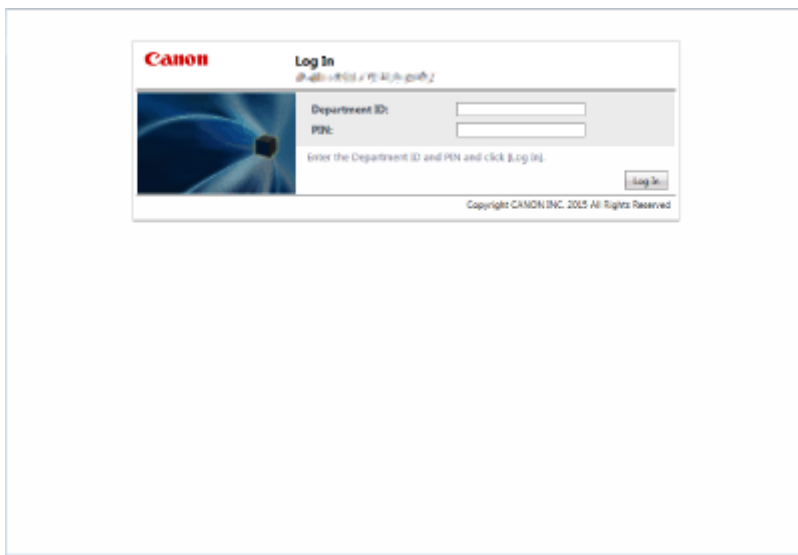 Canon
Log In
Department ID:
PIN:
Enter the Department ID and PIN and click [Log In].
Log In
Copyright CANON INC. 2015 All Rights Reserved